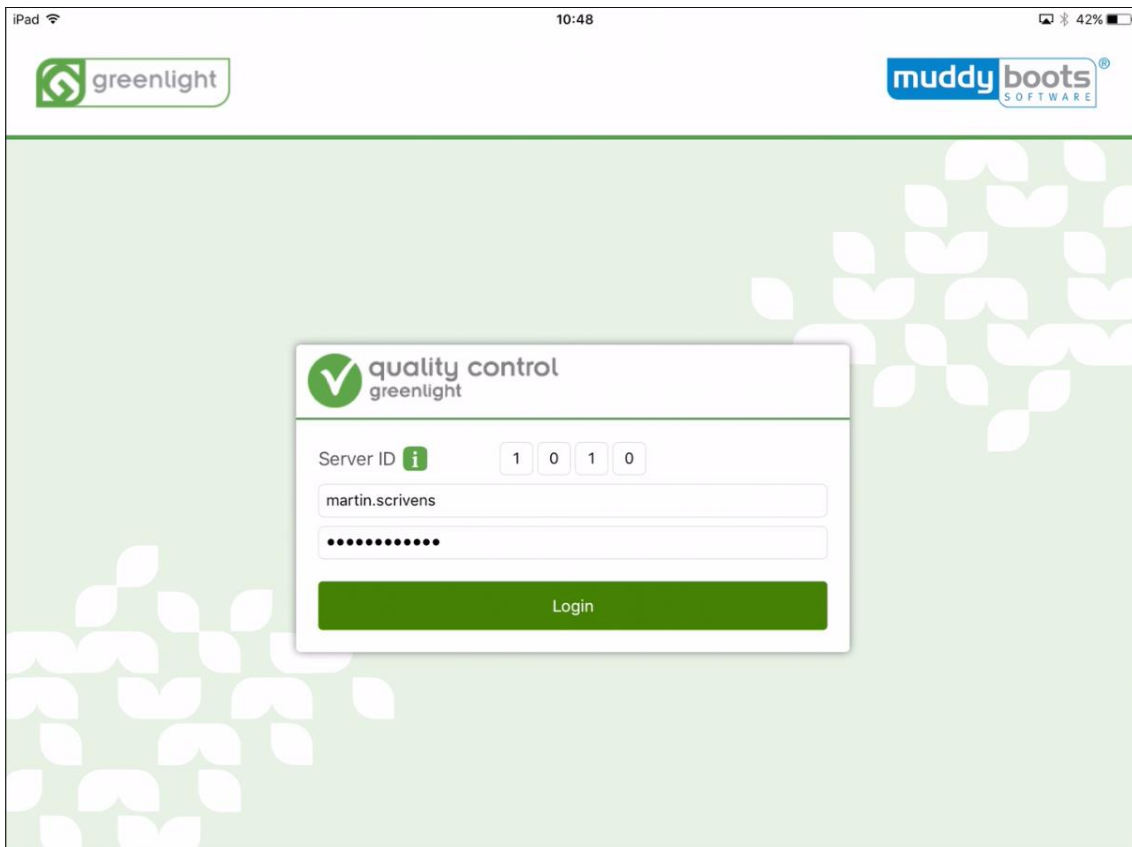 iPad 10:48 42%
greenlight
muddy boots®
SOFTWARE
quality control
greenlight
Server ID i 1 0 1 0
martin.scrivens
••••••••••••
Login